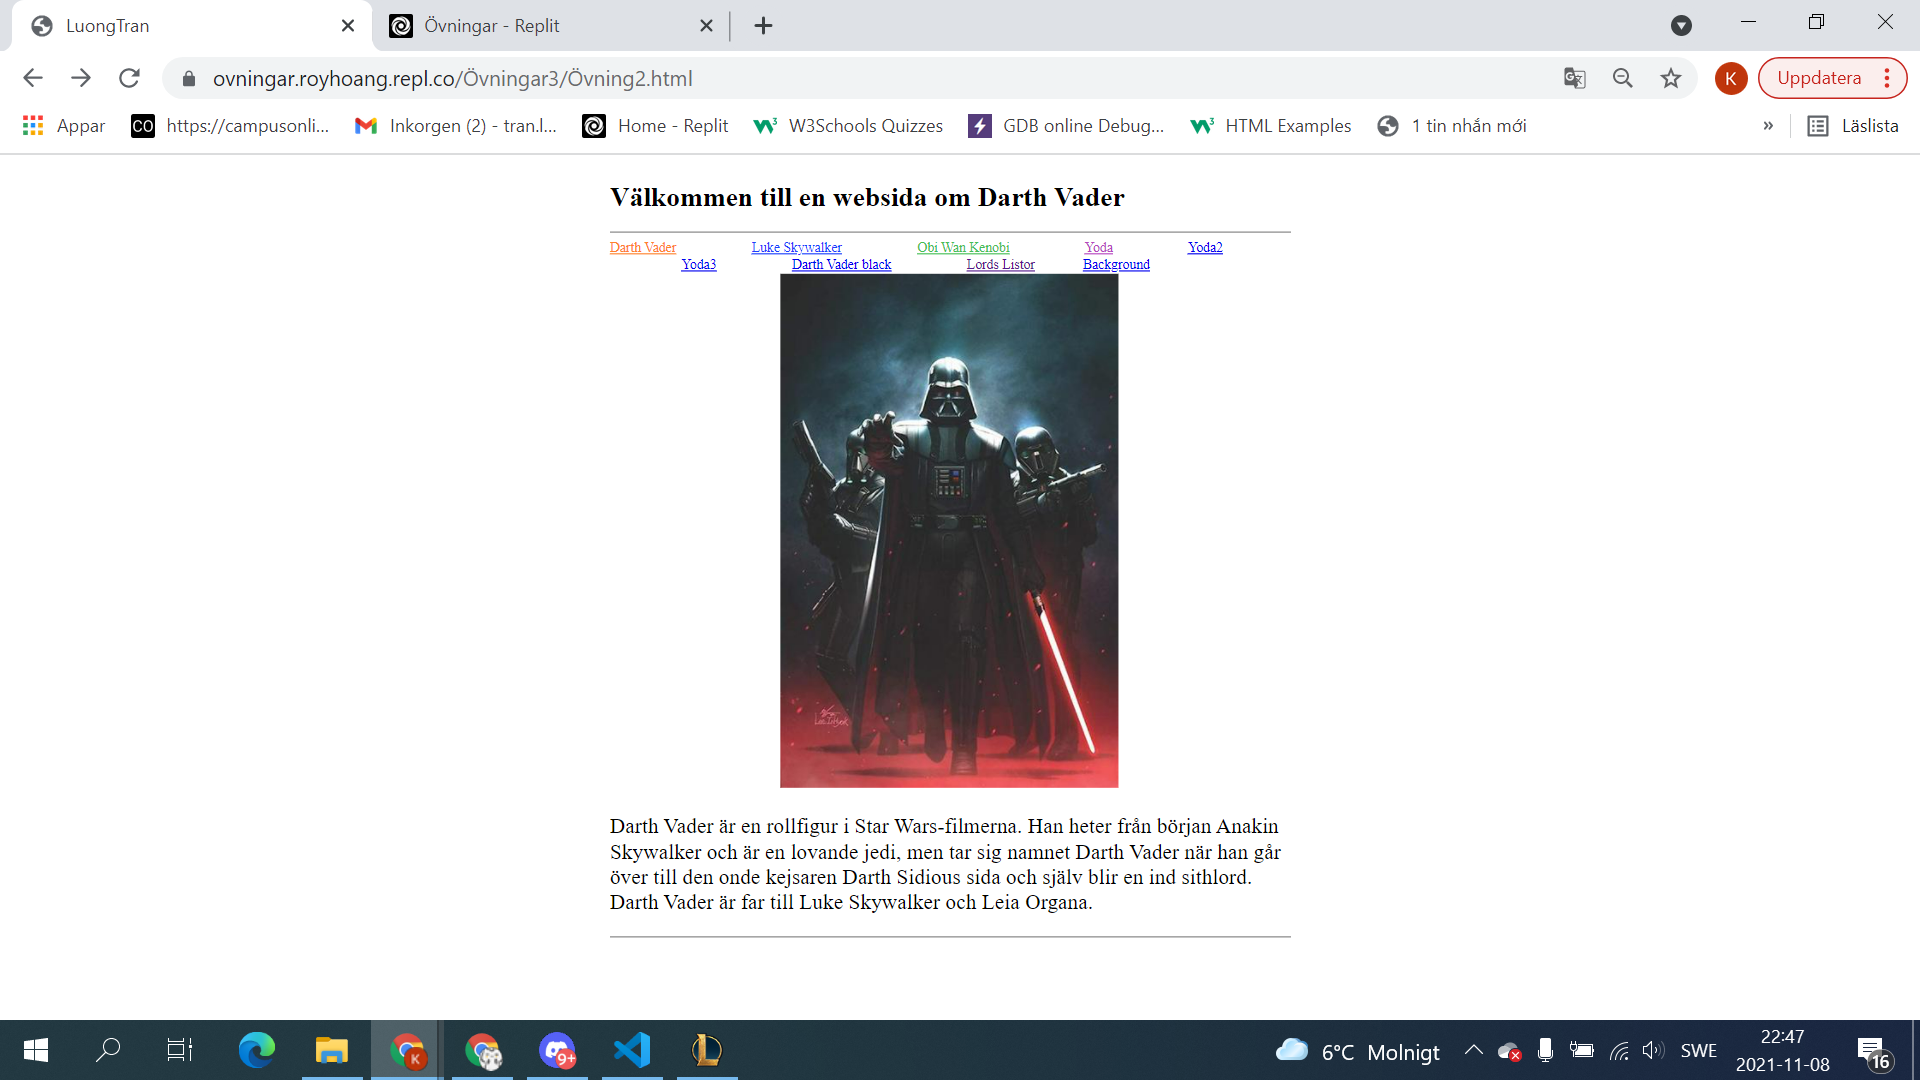 LuongTran
Övningar - Replit
ovningar.royhoang.repl.co/Övningar3/Övning2.html
K
Uppdatera
Appar
CO
https://campusonli...
Inkorgen (2) - tran.l...
Home - Replit
W3Schools Quizzes
GDB online Debug...
HTML Examples
1 tin nhắn mới
»
Läslista
Välkommen till en websida om Darth Vader
Darth Vader Luke Skywalker Obi Wan Kenobi Yoda Yoda2
Yoda3 Darth Vader black Lords Listor Background
Darth Vader är en rollfigur i Star Wars-filmerna. Han heter från början Anakin
Skywalker och är en lovande jedi, men tar sig namnet Darth Vader när han går
över till den onde kejsaren Darth Sidious sida och själv blir en ind sithlord.
Darth Vader är far till Luke Skywalker och Leia Organa.
K
9+
6°C Molnigt
SWE
22:47
2021-11-08
16